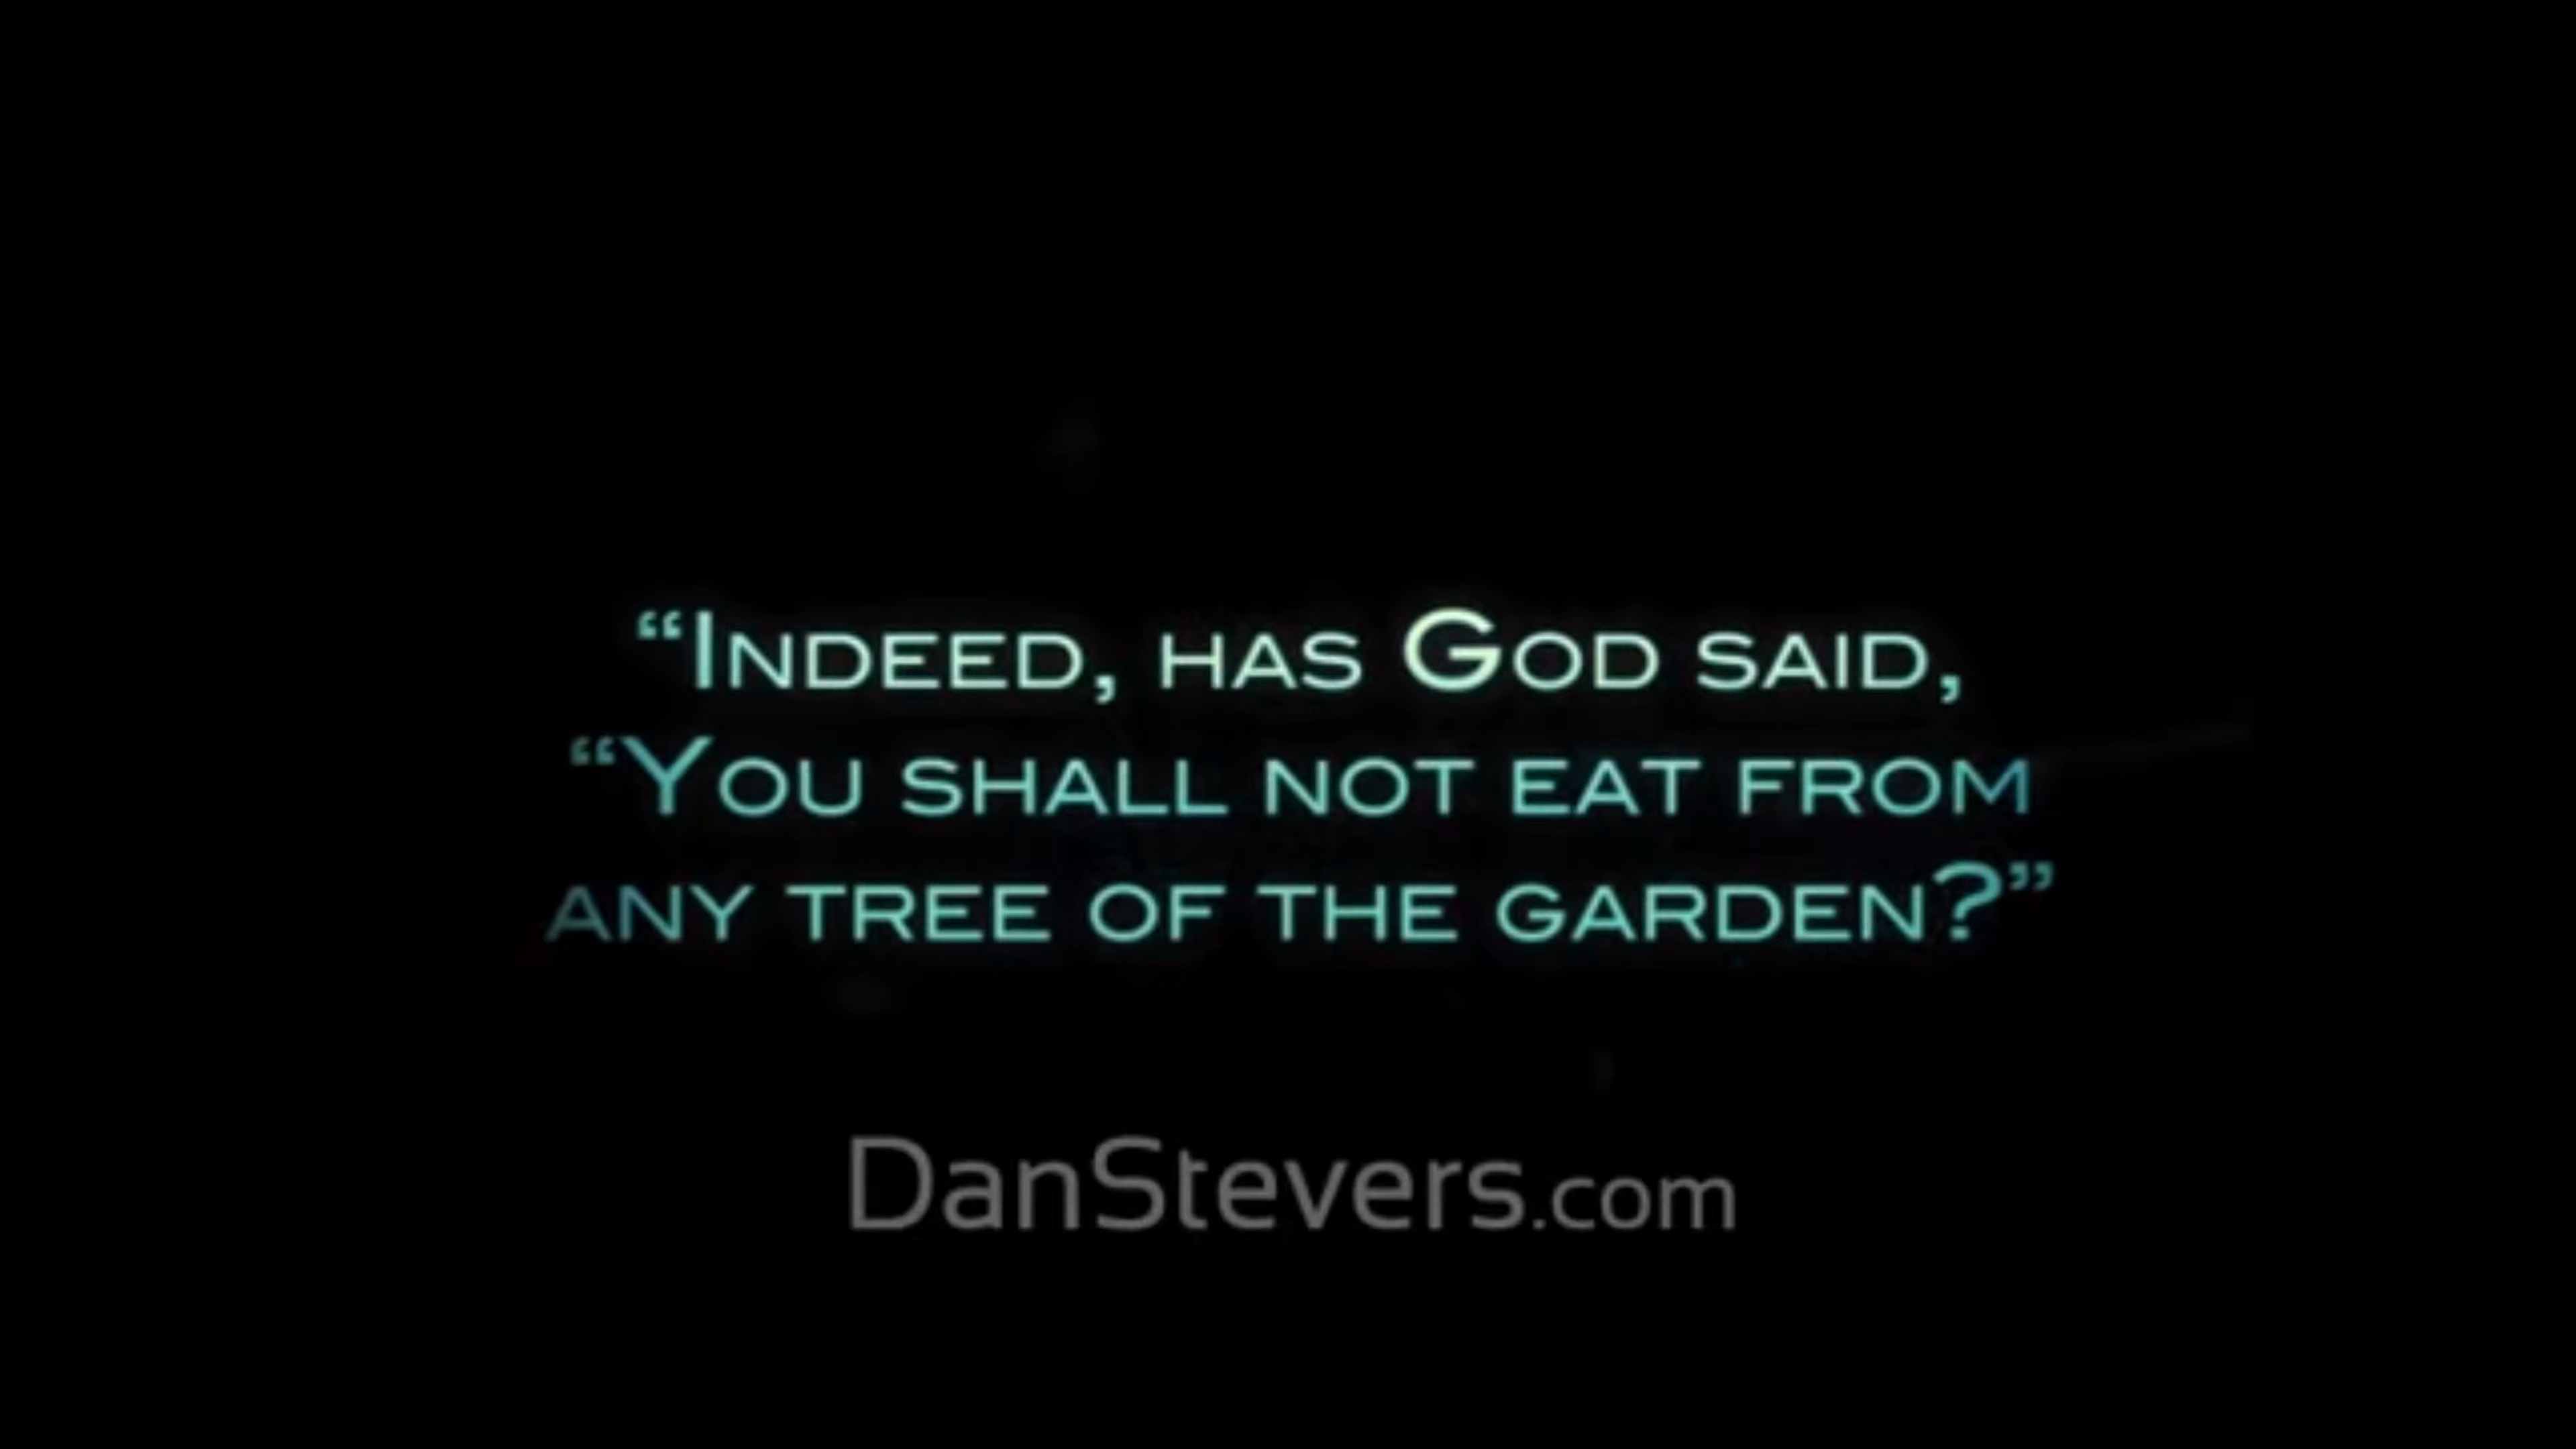 “Indeed, has God said,
“You shall not eat from
any tree of the garden?”
DanStevers.com